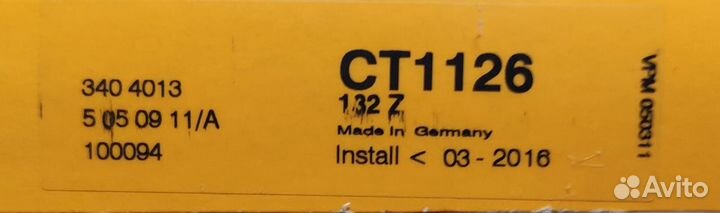 340 4013
5 05 09 11/A
100094
CT1126
132 Z
Made in Germany
Install < 03 - 2016
VPM 050311
Avito